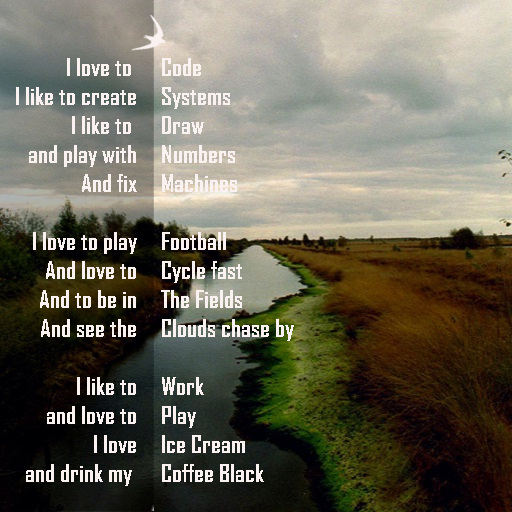 I love to Code
I like to create Systems
I like to Draw
and play with Numbers
And fix Machines
I love to play Football
And love to Cycle fast
And to be in The Fields
And see the Clouds chase by
I like to Work
and love to Play
I love Ice Cream
and drink my Coffee Black